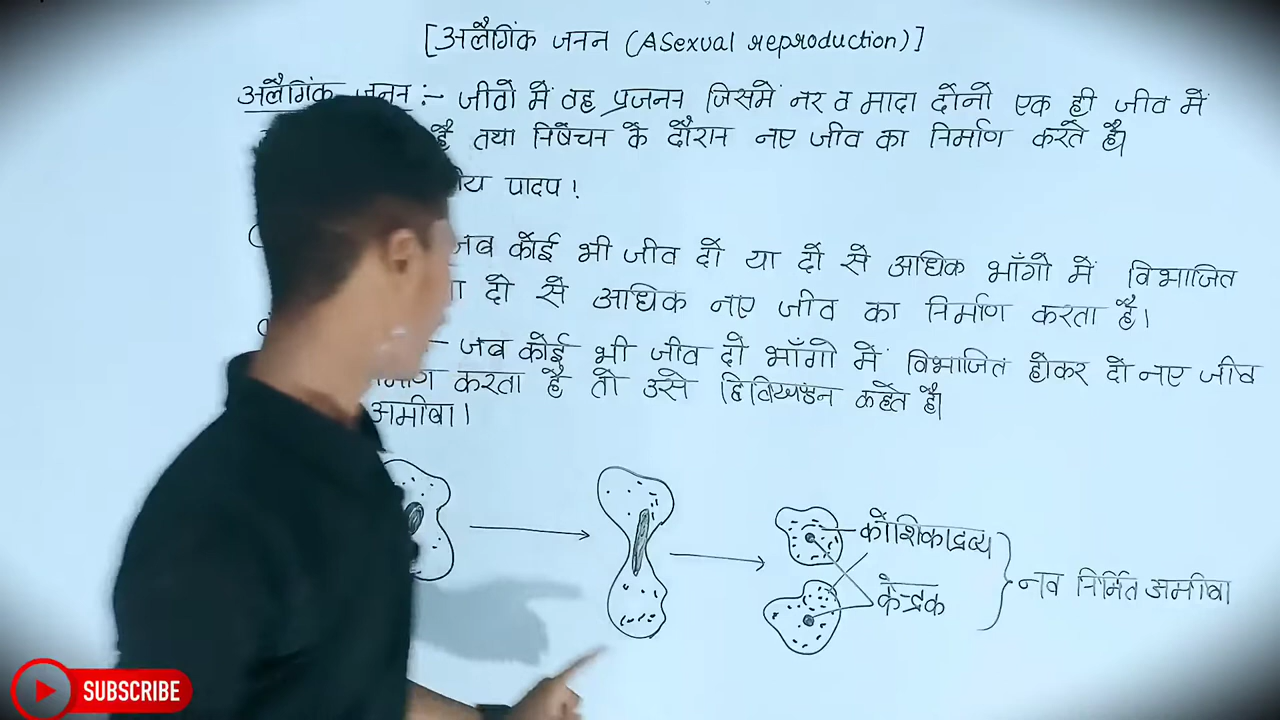 [अलैगिंक जनन (ASexual reproduction)]
अलैगिंक जनन :- जीवो में वह प्रजनन जिसमें नर व मादा दोनो एक ही जीव में
है तथा निषेचन के दौरान नए जीव का निर्माण करते है।
पादप !
जब कोई भी जीव दो या दो से अधिक भाँगो में विभाजित
दो से अधिक नए जीव का निर्माण करता है।
- जब कोई भी जीव दो भाँगो में विभाजित होकर दो नए जीव
करता है तो उसे द्विविखण्डन कहते है।
अमीबा।
कोशिकाद्रव्य
केन्द्रक
नव निर्मित अमीबा
SUBSCRIBE